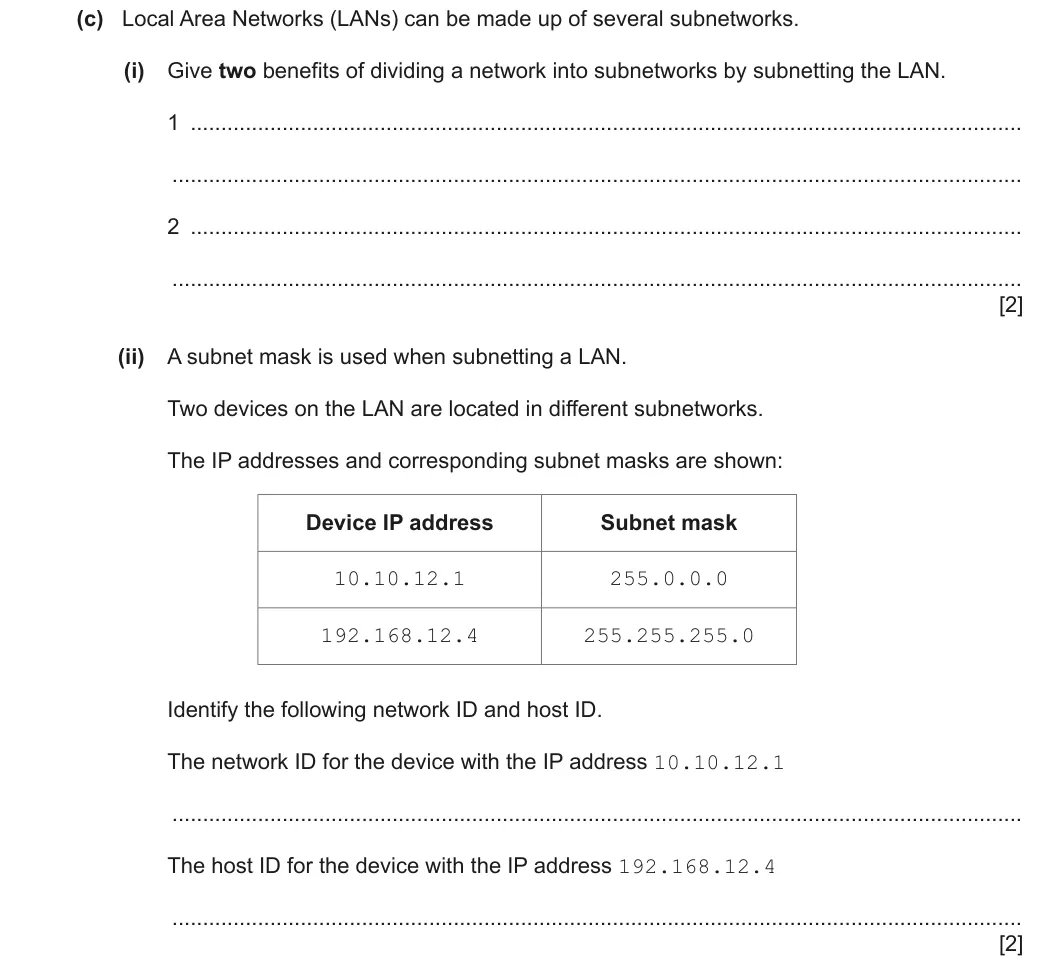 (c) Local Area Networks (LANs) can be made up of several subnetworks.
(i) Give two benefits of dividing a network into subnetworks by subnetting the LAN.
1 ........................................................................................................................................
...........................................................................................................................................
2 ........................................................................................................................................
...........................................................................................................................................
[2]
(ii) A subnet mask is used when subnetting a LAN.
Two devices on the LAN are located in different subnetworks.
The IP addresses and corresponding subnet masks are shown:
Device IP address Subnet mask
10.10.12.1 255.0.0.0
192.168.12.4 255.255.255.0
Identify the following network ID and host ID.
The network ID for the device with the IP address 10.10.12.1
...........................................................................................................................................
The host ID for the device with the IP address 192.168.12.4
...........................................................................................................................................
[2]